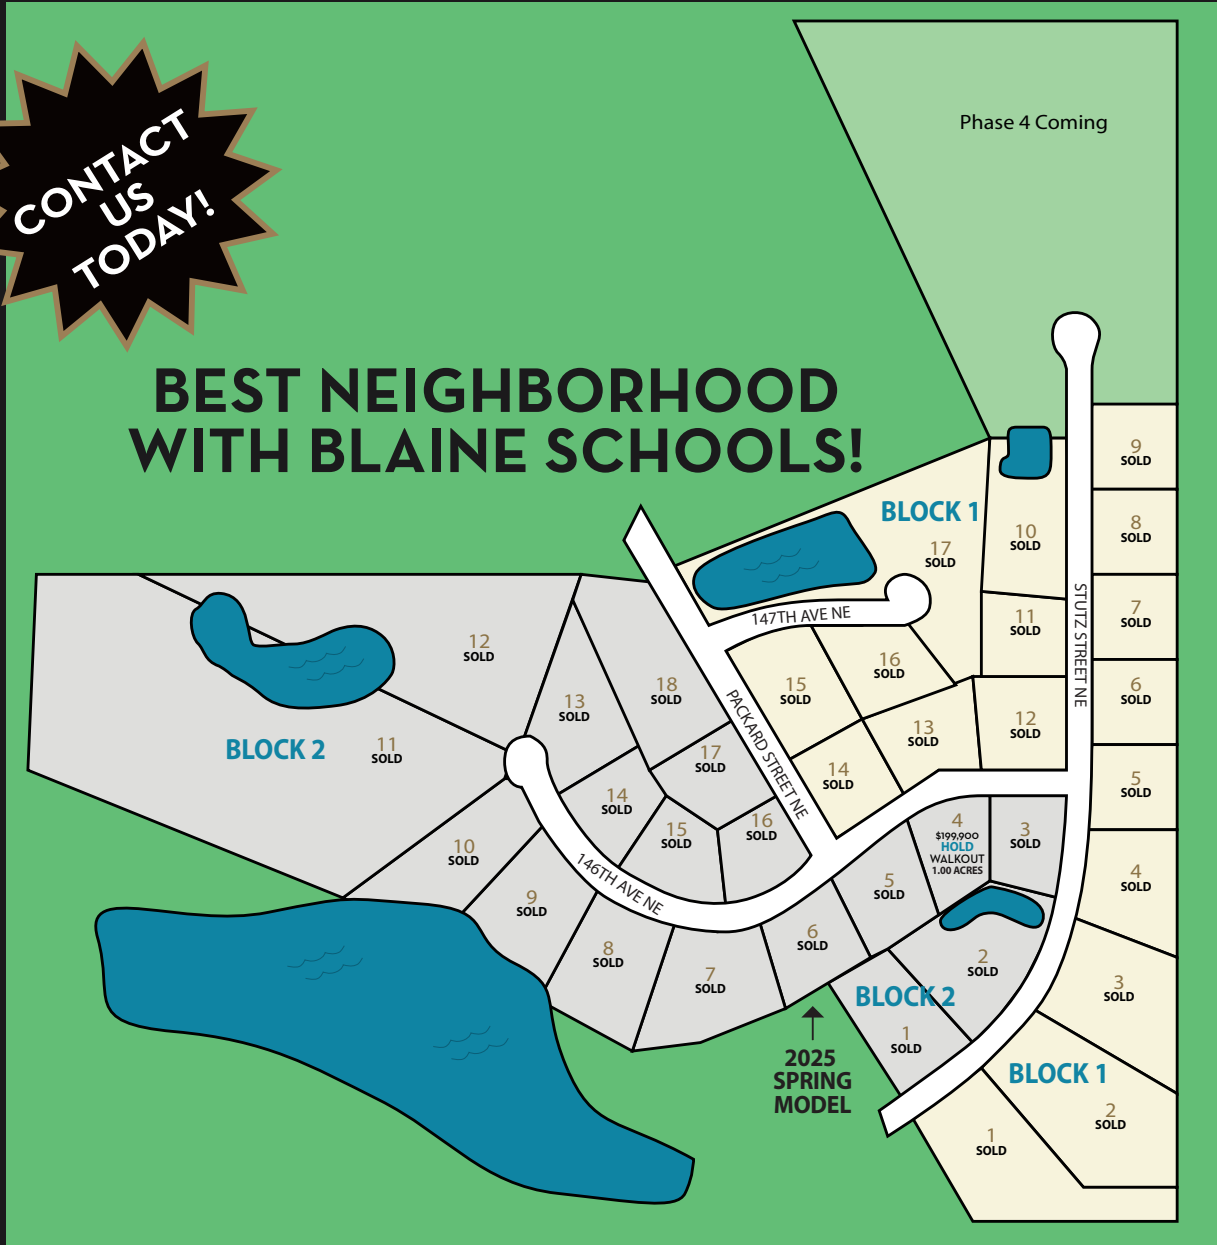 CONTACT
US
TODAY!
Phase 4 Coming
BEST NEIGHBORHOOD
WITH BLAINE SCHOOLS!
9
SOLD
8
SOLD
7
SOLD
6
SOLD
5
SOLD
4
SOLD
3
SOLD
2
SOLD
1
SOLD
BLOCK 1
BLOCK 1
17
SOLD
10
SOLD
11
SOLD
12
SOLD
STUTZ STREET NE
147TH AVE NE
16
SOLD
15
SOLD
13
SOLD
14
SOLD
PACKARD STREET NE
12
SOLD
BLOCK 2
11
SOLD
13
SOLD
18
SOLD
17
SOLD
14
SOLD
15
SOLD
16
SOLD
146TH AVE NE
10
SOLD
9
SOLD
8
SOLD
7
SOLD
6
SOLD
5
SOLD
4
$199,900
HOLD
WALKOUT
1.00 ACRES
3
SOLD
2
SOLD
BLOCK 2
1
SOLD
2025
SPRING
MODEL